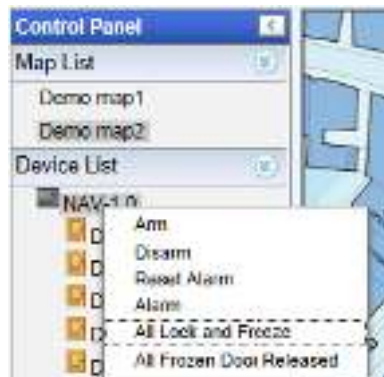 Control Panel
Map List
Demo map1
Demo map2
Device List
NAV-1.0
D
Arm
Disarm
D
Reset Alarm
D
Alarm
D
All Lock and Freeze
D
All Frozen Door Released